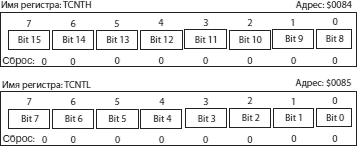 Имя регистра: TCNTH Адрес: $0084
7 6 5 4 3 2 1 0
Bit 15 Bit 14 Bit 13 Bit 12 Bit 11 Bit 10 Bit 9 Bit 8
Сброс: 0 0 0 0 0 0 0 0
Имя регистра: TCNTL Адрес: $0085
7 6 5 4 3 2 1 0
Bit 7 Bit 6 Bit 5 Bit 4 Bit 3 Bit 2 Bit 1 Bit 0
Сброс: 0 0 0 0 0 0 0 0